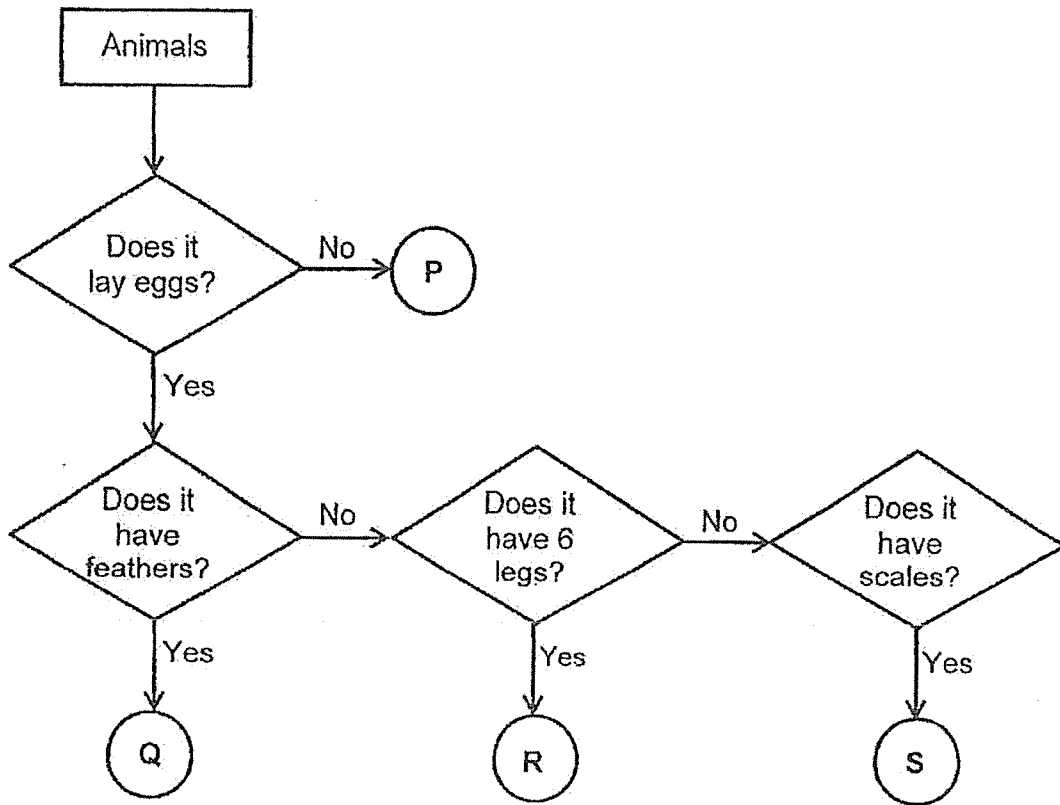 Animals
Does it
lay eggs?
No
P
Yes
Does it
have
feathers?
No
Does it
have 6
legs?
No
Does it
have
scales?
Yes
Yes
Yes
Q
R
S